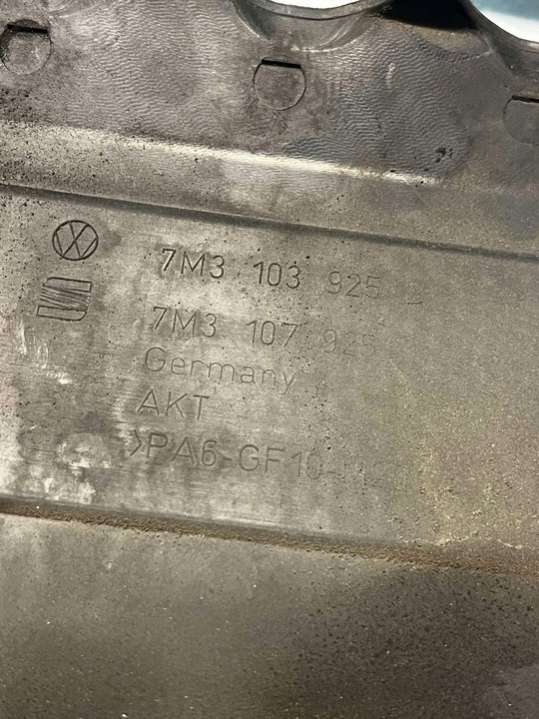 7M3 103 925
7M3 107 925
Germany
AKT
>PA6-GF10-